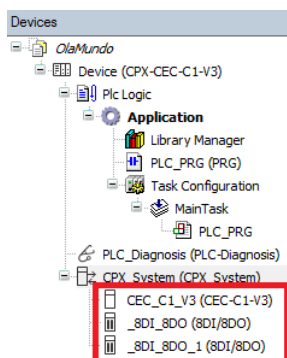 Devices
OlaMundo
Device (CPX-CEC-C1-V3)
Plc Logic
Application
Library Manager
PLC_PRG (PRG)
Task Configuration
MainTask
PLC_PRG
PLC_Diagnosis (PLC-Diagnosis)
CPX_System (CPX_System)
CEC_C1_V3 (CEC-C1-V3)
_8DI_8DO (8DI/8DO)
_8DI_8DO_1 (8DI/8DO)